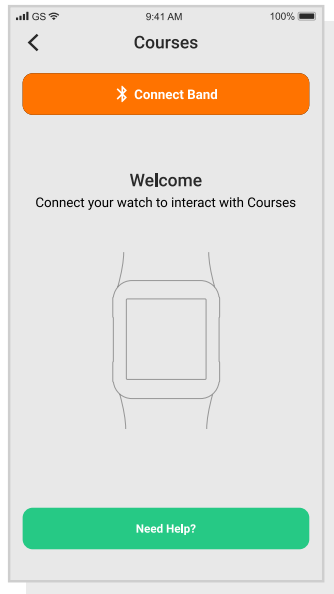 GS 9:41 AM 100%
Courses
Connect Band
Welcome
Connect your watch to interact with Courses
Need Help?